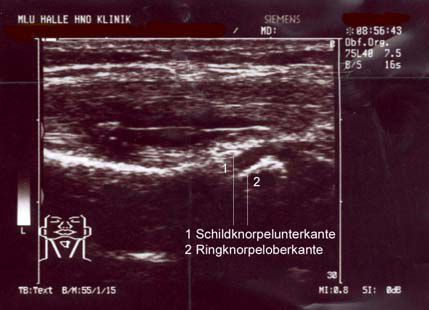 MLU HALLE HNO KLINIK
SIEMENS
MD:
/
✳08:56:43
Obf.Org.
75L40 7.5
B/S 16s
0
1
2
1 Schildknorpelunterkante
2 Ringknorpeloberkante
L
30
TB:Text B/M:55/1/15
MI:0.8 SI: 0dB